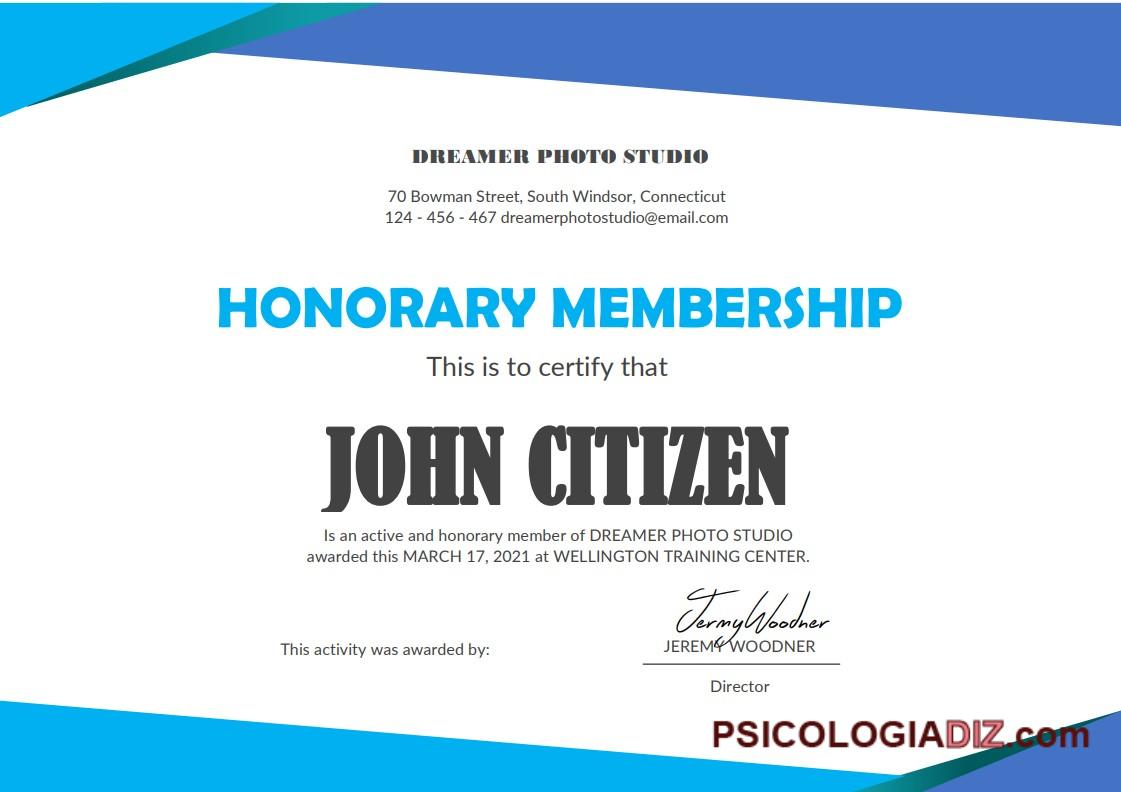 DREAMER PHOTO STUDIO
70 Bowman Street, South Windsor, Connecticut
124 - 456 - 467 dreamerphotostudio@email.com
HONORARY MEMBERSHIP
This is to certify that
JOHN CITIZEN
Is an active and honorary member of DREAMER PHOTO STUDIO
awarded this MARCH 17, 2021 at WELLINGTON TRAINING CENTER.
JermyWoodner
This activity was awarded by:
JEREMY WOODNER
Director
PSICOLOGIADIZ.com